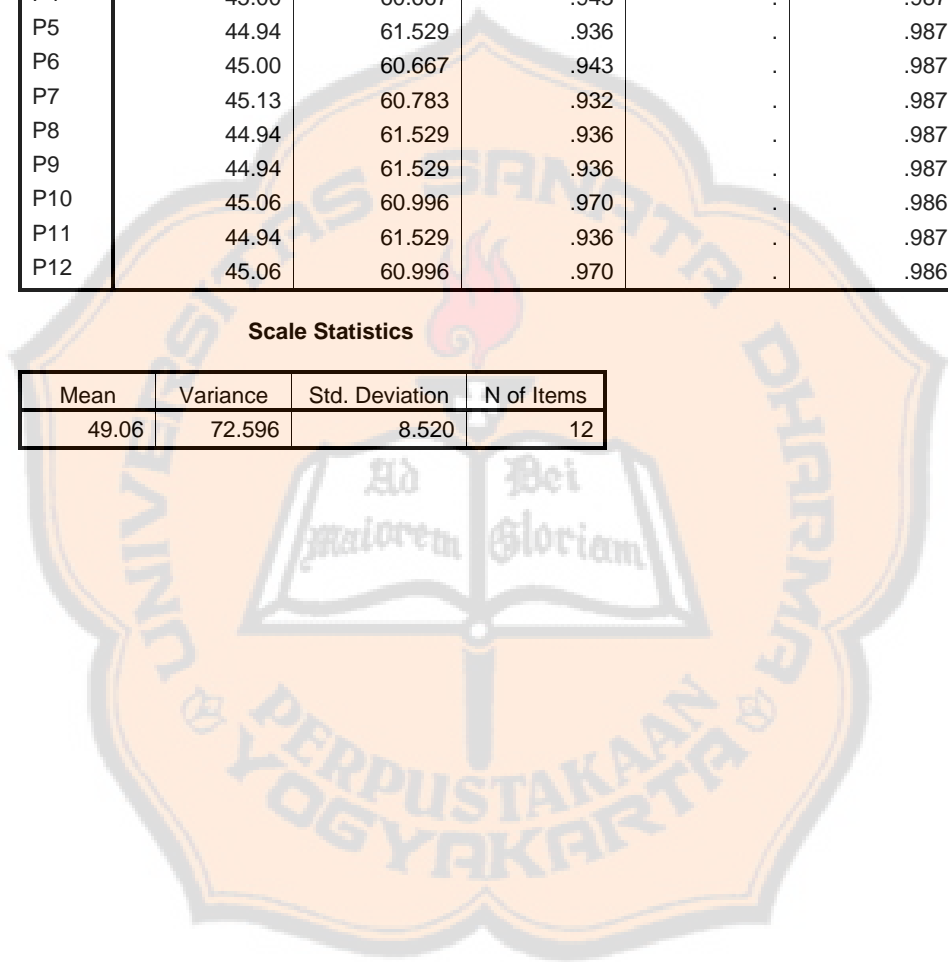 P5 44.94 61.529 .936 . .987
P6 45.00 60.667 .943 . .987
P7 45.13 60.783 .932 . .987
P8 44.94 61.529 .936 . .987
P9 44.94 61.529 .936 . .987
P10 45.06 60.996 .970 . .986
P11 44.94 61.529 .936 . .987
P12 45.06 60.996 .970 . .986
Scale Statistics
Mean Variance Std. Deviation N of Items
49.06 72.596 8.520 12
UNIVERSITAS SANATA DHARMA
Ad Dei
maiorem Gloriam
PERPUSTAKAAN
YOGYAKARTA